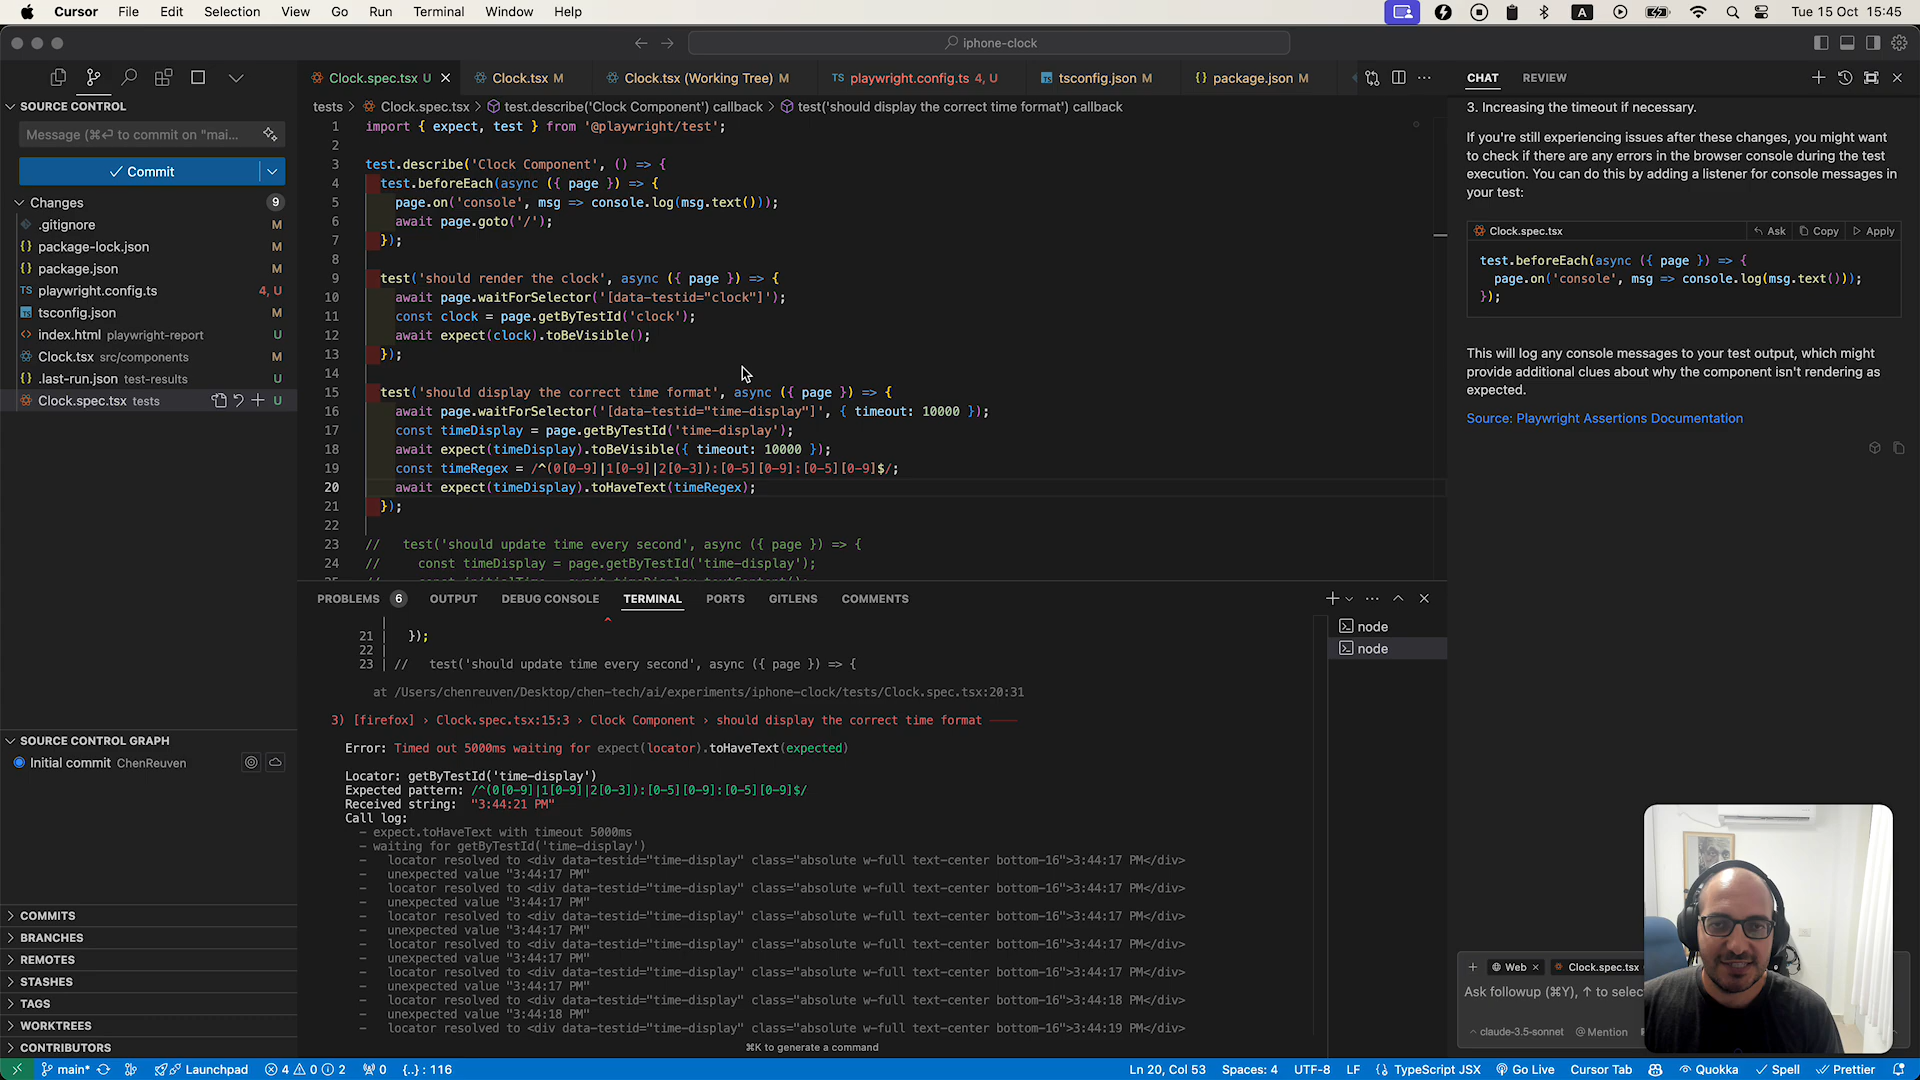 Cursor File Edit Selection View Go Run Terminal Window Help
A
Tue 15 Oct 15:45
iphone-clock
Clock.spec.tsx U
Clock.tsx M
Clock.tsx (Working Tree) M
playwright.config.ts 4, U
tsconfig.json M
package.json M
CHAT
REVIEW
SOURCE CONTROL
Message (⌘⏎ to commit on "mai...
Commit
Changes 9
.gitignore M
package-lock.json M
package.json M
playwright.config.ts 4, U
tsconfig.json M
index.html playwright-report U
Clock.tsx src/components M
.last-run.json test-results U
Clock.spec.tsx tests U
SOURCE CONTROL GRAPH
Initial commit ChenReuven
COMMITS
BRANCHES
REMOTES
STASHES
TAGS
WORKTREES
CONTRIBUTORS
tests > Clock.spec.tsx > test.describe('Clock Component') callback > test('should display the correct time format') callback
1 import { expect, test } from '@playwright/test';
2
3 test.describe('Clock Component', () => {
4 test.beforeEach(async ({ page }) => {
5 page.on('console', msg => console.log(msg.text()));
6 await page.goto('/');
7 });
8
9 test('should render the clock', async ({ page }) => {
10 await page.waitForSelector('[data-testid="clock"]');
11 const clock = page.getByTestId('clock');
12 await expect(clock).toBeVisible();
13 });
14
15 test('should display the correct time format', async ({ page }) => {
16 await page.waitForSelector('[data-testid="time-display"]', { timeout: 10000 });
17 const timeDisplay = page.getByTestId('time-display');
18 await expect(timeDisplay).toBeVisible({ timeout: 10000 });
19 const timeRegex = /^(0[0-9]|1[0-9]|2[0-3]):[0-5][0-9]:[0-5][0-9]$/;
20 await expect(timeDisplay).toHaveText(timeRegex);
21 });
22
23 // test('should update time every second', async ({ page }) => {
24 // const timeDisplay = page.getByTestId('time-display');
PROBLEMS 6 OUTPUT DEBUG CONSOLE TERMINAL PORTS GITLENS COMMENTS
^
21 | });
22 |
23 | // test('should update time every second', async ({ page }) => {
at /Users/chenreuven/Desktop/chen-tech/ai/experiments/iphone-clock/tests/Clock.spec.tsx:20:31
3) [firefox] › Clock.spec.tsx:15:3 › Clock Component › should display the correct time format
Error: Timed out 5000ms waiting for expect(locator).toHaveText(expected)
Locator: getByTestId('time-display')
Expected pattern: /^(0[0-9]|1[0-9]|2[0-3]):[0-5][0-9]:[0-5][0-9]$/
Received string: "3:44:21 PM"
Call log:
- expect.toHaveText with timeout 5000ms
- waiting for getByTestId('time-display')
- locator resolved to <div data-testid="time-display" class="absolute w-full text-center bottom-16">3:44:17 PM</div>
- unexpected value "3:44:17 PM"
- locator resolved to <div data-testid="time-display" class="absolute w-full text-center bottom-16">3:44:17 PM</div>
- unexpected value "3:44:17 PM"
- locator resolved to <div data-testid="time-display" class="absolute w-full text-center bottom-16">3:44:17 PM</div>
- unexpected value "3:44:17 PM"
- locator resolved to <div data-testid="time-display" class="absolute w-full text-center bottom-16">3:44:17 PM</div>
- unexpected value "3:44:17 PM"
- locator resolved to <div data-testid="time-display" class="absolute w-full text-center bottom-16">3:44:17 PM</div>
- unexpected value "3:44:17 PM"
- locator resolved to <div data-testid="time-display" class="absolute w-full text-center bottom-16">3:44:18 PM</div>
- unexpected value "3:44:18 PM"
- locator resolved to <div data-testid="time-display" class="absolute w-full text-center bottom-16">3:44:19 PM</div>
⌘K to generate a command
node
node
3. Increasing the timeout if necessary.
If you're still experiencing issues after these changes, you might want
to check if there are any errors in the browser console during the test
execution. You can do this by adding a listener for console messages in
your test:
Clock.spec.tsx Ask Copy Apply
test.beforeEach(async ({ page }) => {
page.on('console', msg => console.log(msg.text()));
});
This will log any console messages to your test output, which might
provide additional clues about why the component isn't rendering as
expected.
Source: Playwright Assertions Documentation
Web × Clock.spec.tsx
Ask followup (⌘Y), ↑ to selec
claude-3.5-sonnet @Mention
main* Launchpad 4 0 2 0 {..} : 116
Ln 20, Col 53 Spaces: 4 UTF-8 LF TypeScript JSX Go Live Cursor Tab Quokka Spell Prettier